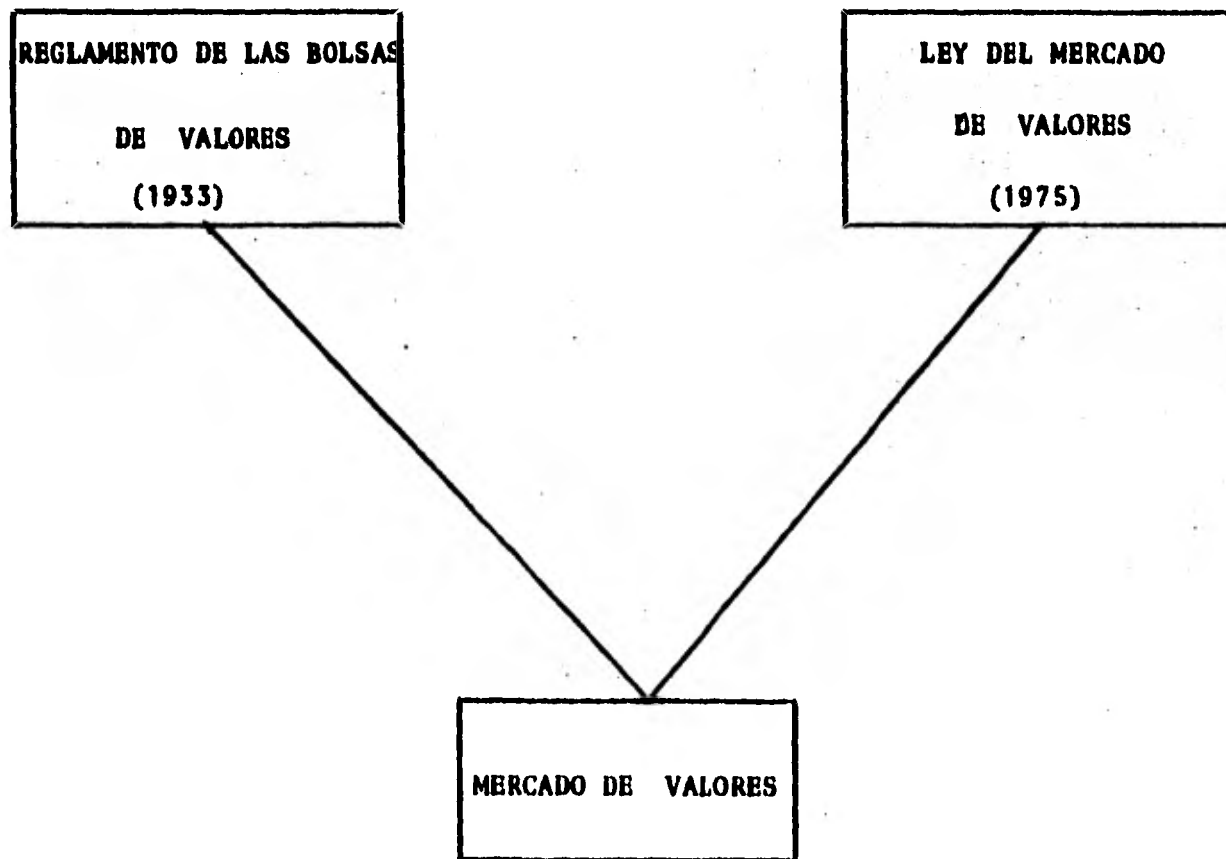 REGLAMENTO DE LAS BOLSAS
DE VALORES
(1933)
LEY DEL MERCADO
DE VALORES
(1975)
MERCADO DE VALORES